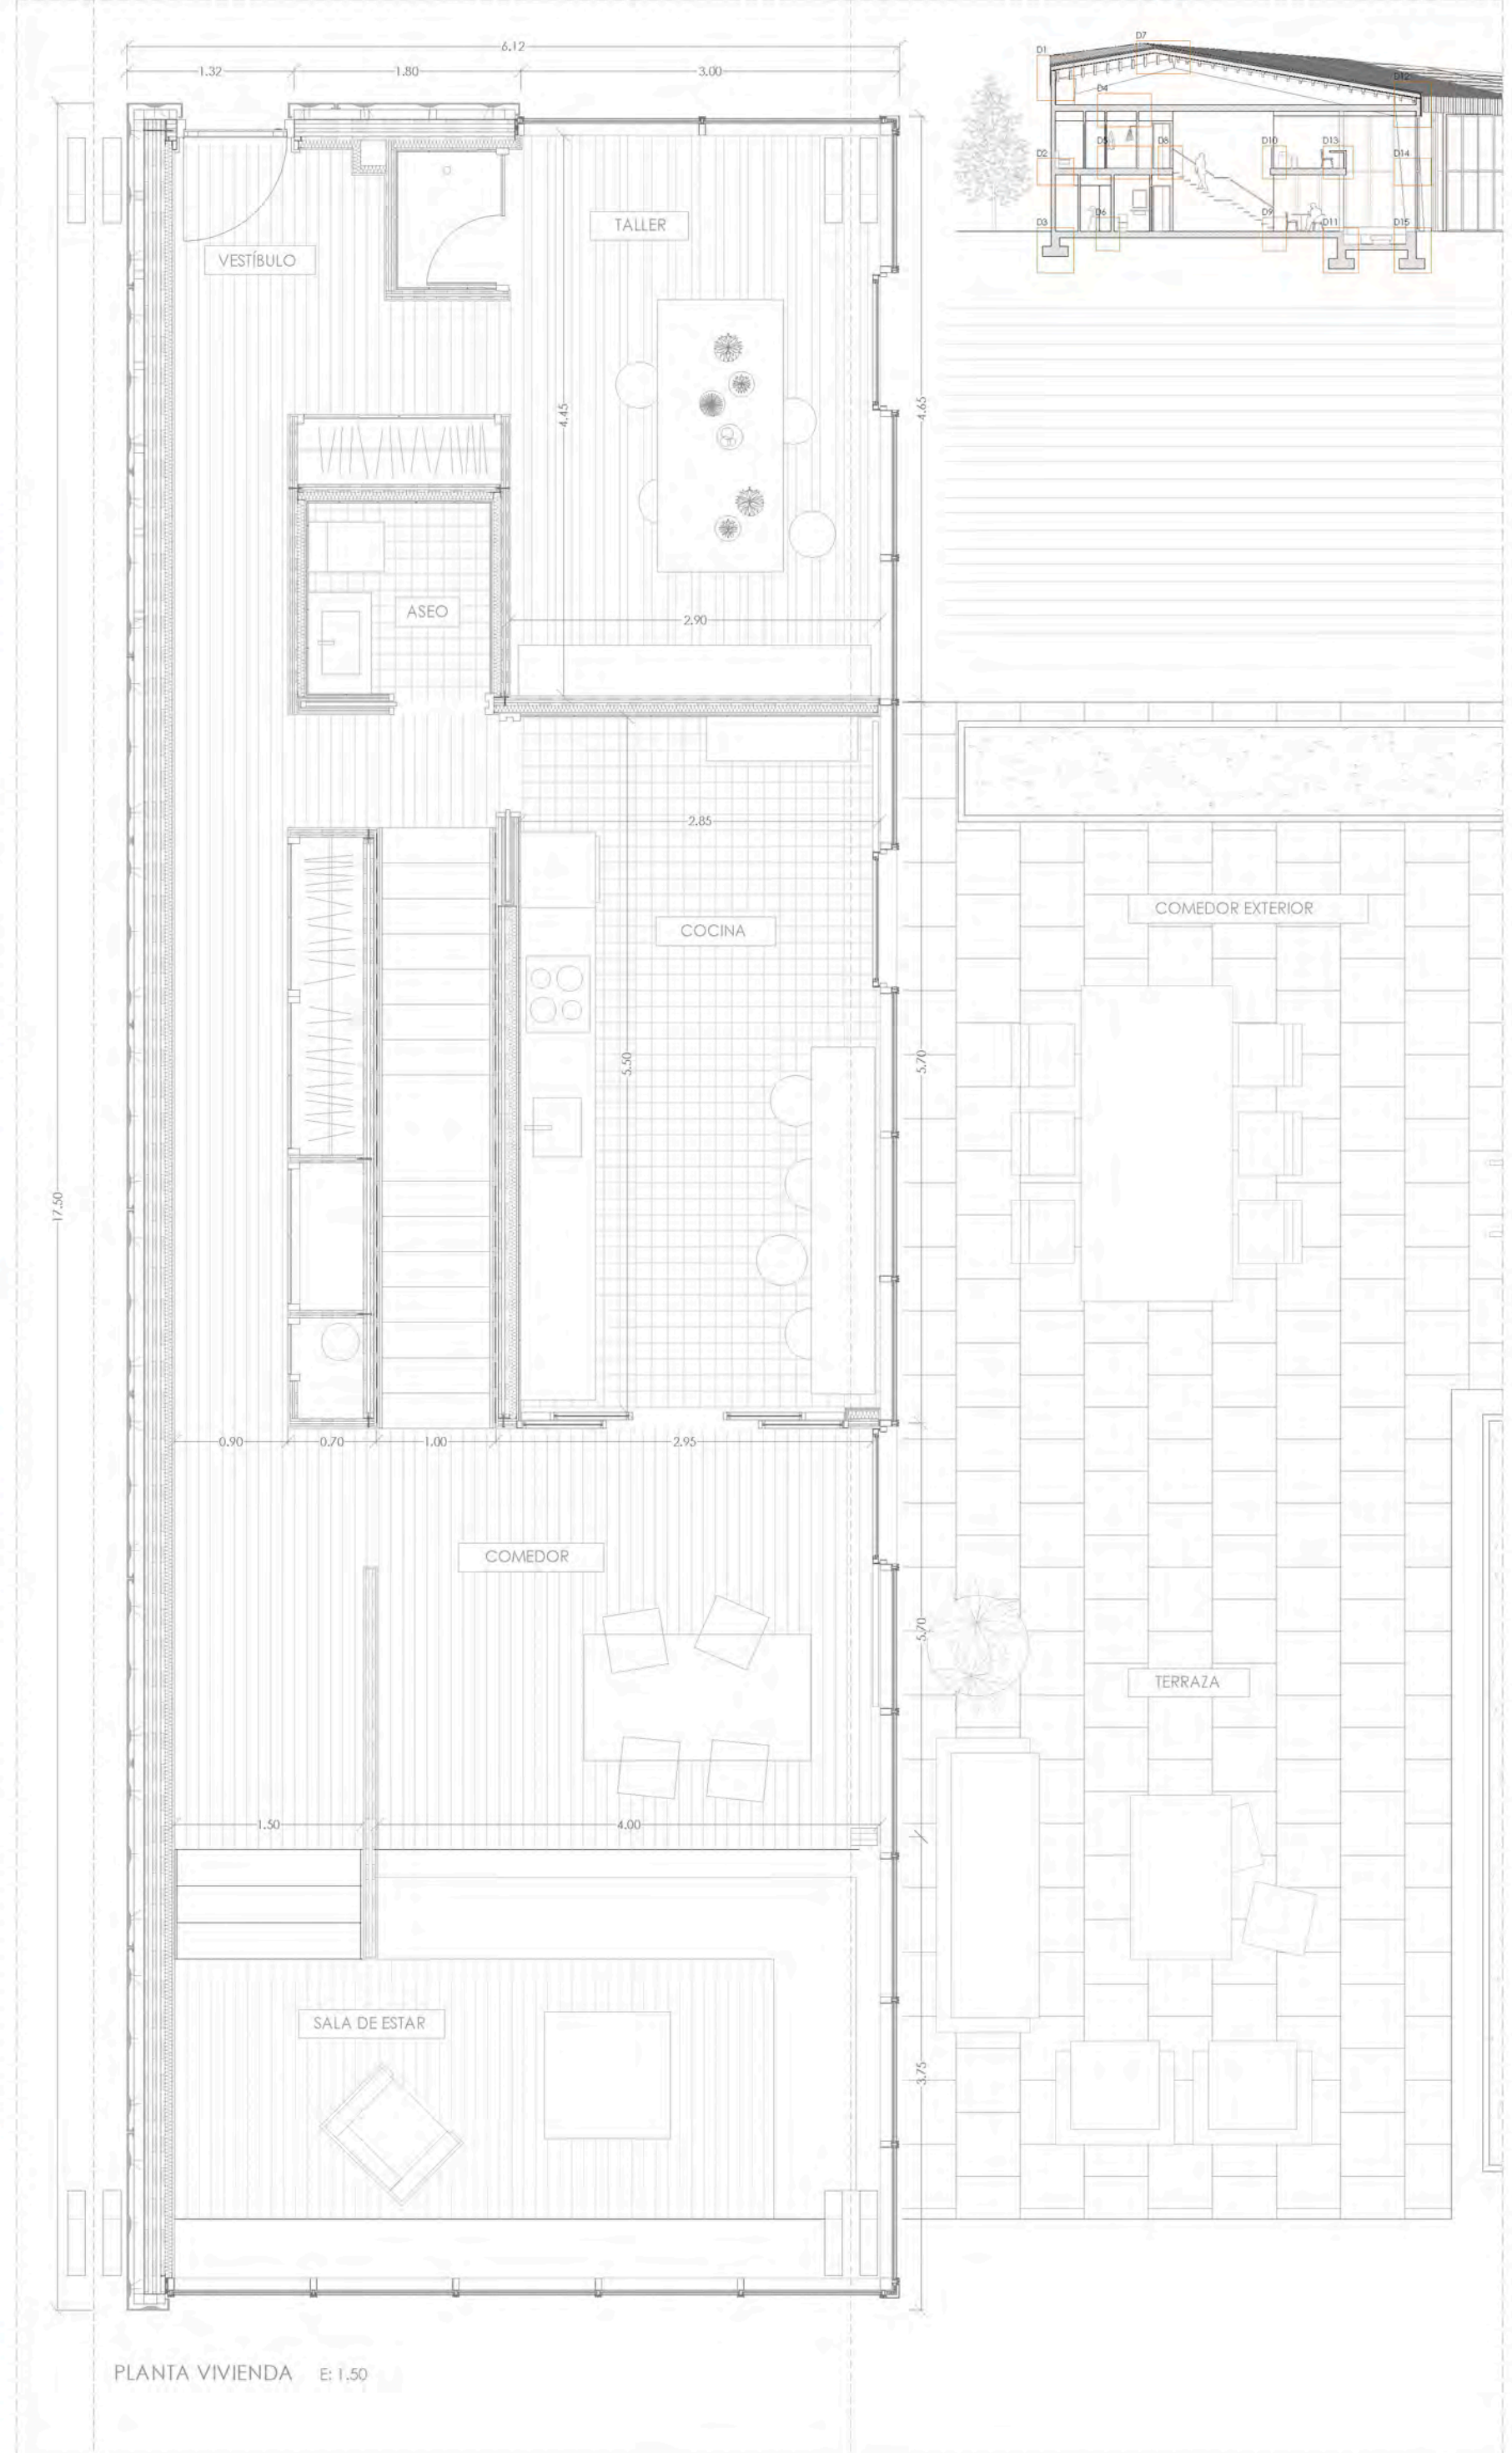 6.12
1.32
1.80
3.00
D7
D1
D12
D4
D5
D8
D10
D13
D2
D14
D6
D9
D3
D11
D15
TALLER
VESTÍBULO
4.45
4.65
ASEO
2.90
2.85
COMEDOR EXTERIOR
COCINA
5.50
5.70
17.50
0.90
0.70
1.00
2.95
COMEDOR
5.70
TERRAZA
1.50
4.00
SALA DE ESTAR
3.75
PLANTA VIVIENDA E: 1.50